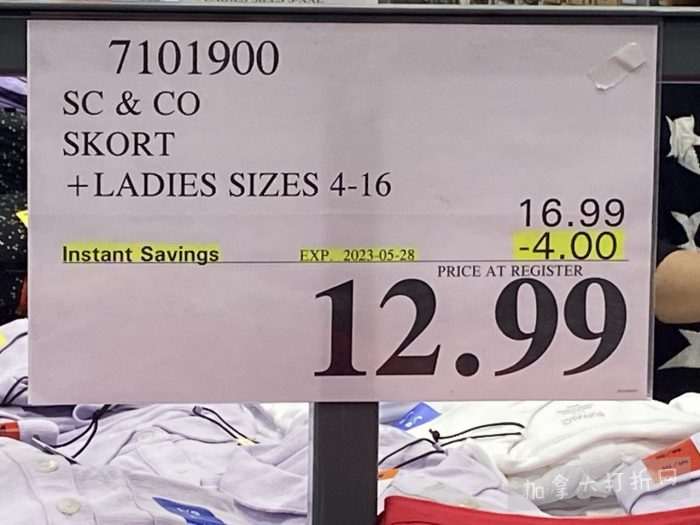 7101900
SC & CO
SKORT
+LADIES SIZES 4-16
16.99
Instant Savings EXP. 2023-05-28 -4.00
PRICE AT REGISTER
12.99
加拿大打折网